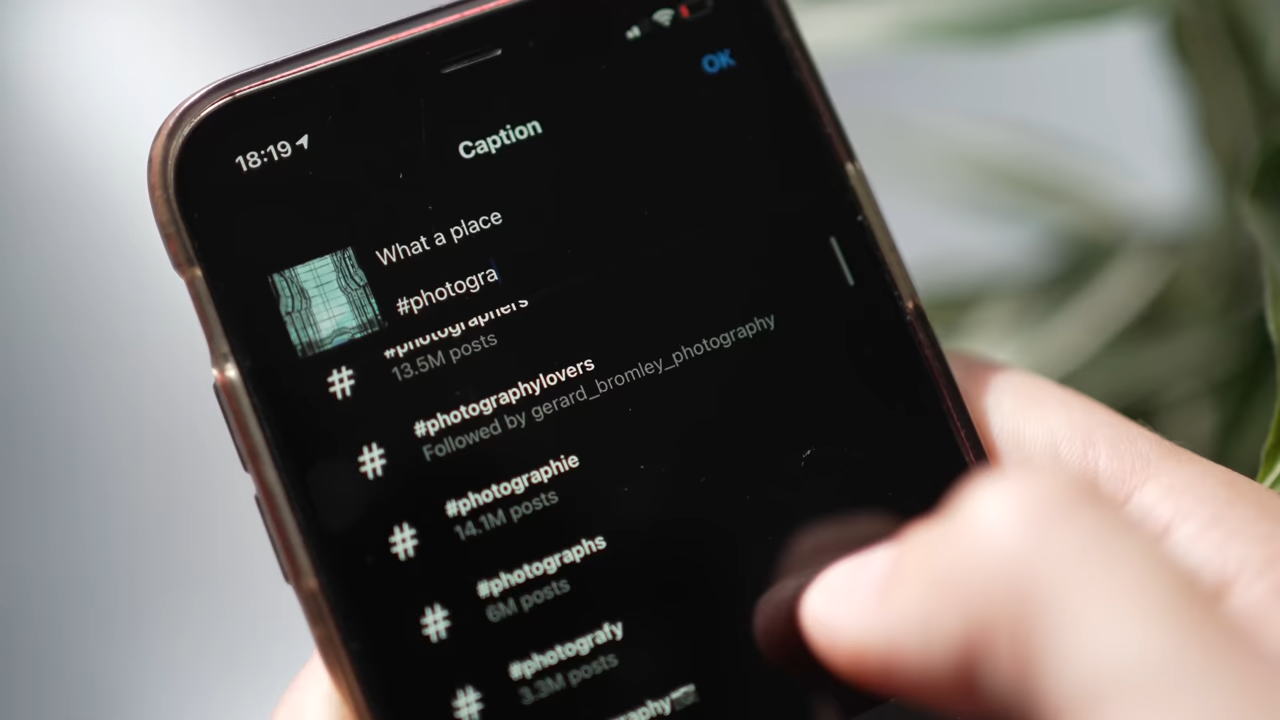 18:19
OK
Caption
What a place
#photogra
#photographers
13.5M posts
# #photographylovers
Followed by gerard_bromley_photography
# #photographie
14.1M posts
# #photographs
6M posts
# #photografy
3.3M posts
#
raphy📷